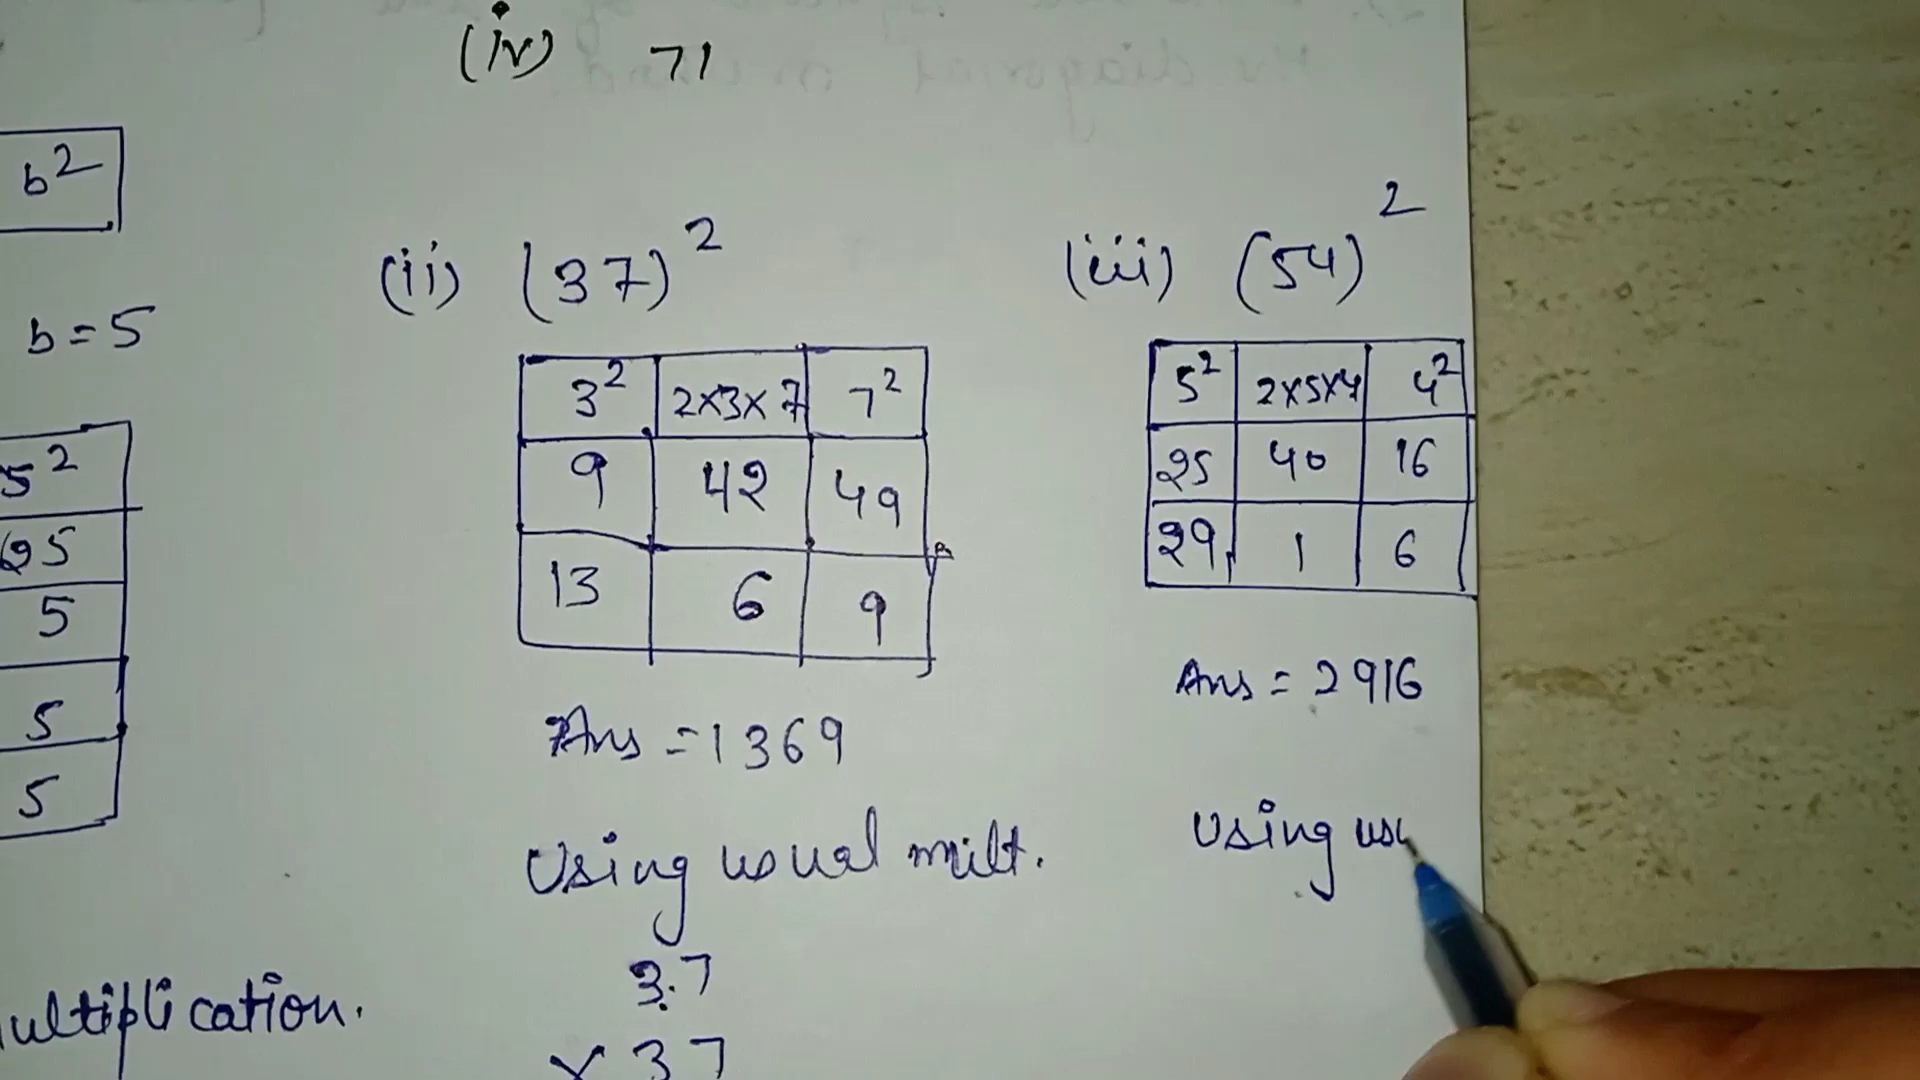 (iv) 71
b²
b = 5
5²
25
5
5
5
ultiplication.
(ii) (37)²
3² 2×3×7 7²
9 42 49
13 6 9
Ans = 1369
Using usual mult.
37
× 37
(iii) (54)²
5² 2×5×4 4²
25 40 16
29 1 6
Ans = 2916
Using usu